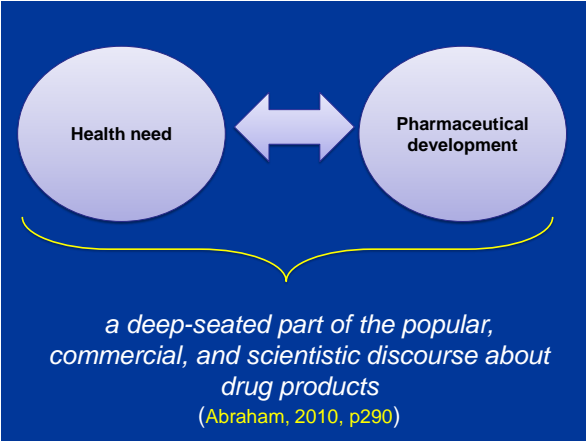 Health need
Pharmaceutical
development
a deep-seated part of the popular,
commercial, and scientistic discourse about
drug products
(Abraham, 2010, p290)